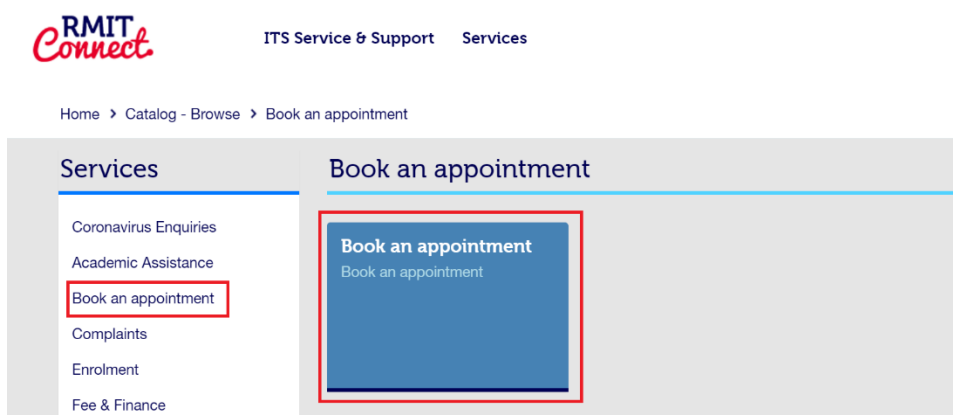 RMIT
Connect.
ITS Service & Support Services
Home > Catalog - Browse > Book an appointment
Services
Coronavirus Enquiries
Academic Assistance
Book an appointment
Complaints
Enrolment
Fee & Finance
Book an appointment
Book an appointment
Book an appointment